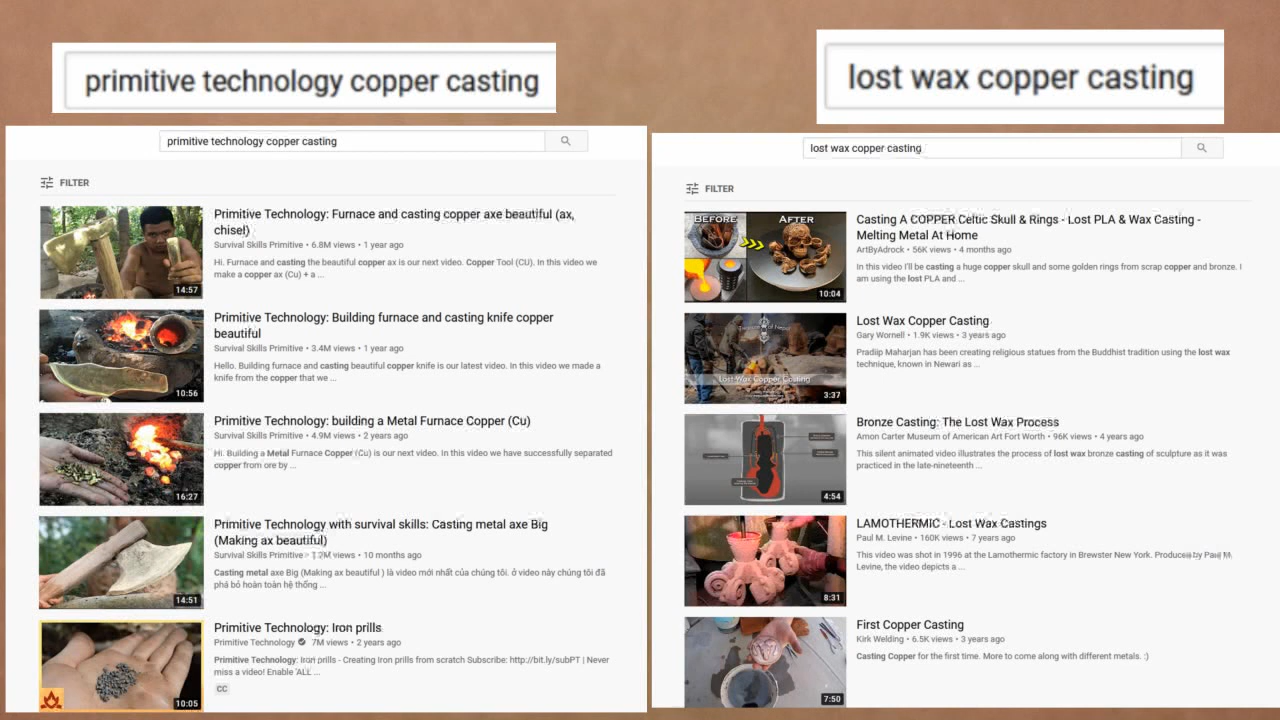 primitive technology copper casting
primitive technology copper casting
FILTER
14:57
Primitive Technology: Furnace and casting copper axe beautiful (ax,
chisel)
Survival Skills Primitive • 6.8M views • 1 year ago
Hi. Furnace and casting the beautiful copper ax is our next video. Copper Tool (CU). In this video we
make a copper ax (Cu) + a ...
10:56
Primitive Technology: Building furnace and casting knife copper
beautiful
Survival Skills Primitive • 3.4M views • 1 year ago
Hello. Building furnace and casting beautiful copper knife is our latest video. In this video we made a
knife from the copper that we ...
16:27
Primitive Technology: building a Metal Furnace Copper (Cu)
Survival Skills Primitive • 4.9M views • 2 years ago
Hi. Building a Metal Furnace Copper (Cu) is our next video. In this video we have successfully separated
copper from ore by ...
14:51
Primitive Technology with survival skills: Casting metal axe Big
(Making ax beautiful)
Survival Skills Primitive • views • 10 months ago
Casting metal axe Big (Making ax beautiful ) là video mới nhất của chúng tôi. ở video này chúng tôi đã
phá bỏ hoàn toàn hệ thống ...
10:05
Primitive Technology: Iron prills
Primitive Technology 7M views • 2 years ago
Primitive Technology: Iron prills - Creating Iron prills from scratch Subscribe: http://bit.ly/subPT | Never
miss a video! Enable 'ALL' ...
CC
lost wax copper casting
lost wax copper casting
FILTER
BEFORE AFTER
10:04
Casting A COPPER Celtic Skull & Rings - Lost PLA & Wax Casting -
Melting Metal At Home
ArtByAdrock • 56K views • 4 months ago
In this video I'll be casting a huge copper skull and some golden rings from scrap copper and bronze. I
am using the lost PLA and ...
Lost Wax Copper Casting
3:37
Lost Wax Copper Casting
Gary Wornell • 1.9K views • 3 years ago
Pradiip Maharjan has been creating religious statues from the Buddhist tradition using the lost wax
technique, known in Newari as ...
4:54
Bronze Casting: The Lost Wax Process
Amon Carter Museum of American Art Fort Worth • 96K views • 4 years ago
This silent animated video illustrates the process of lost wax bronze casting of sculpture as it was
practiced in the late-nineteenth ...
8:31
LAMOTHERMIC - Lost Wax Castings
Paul M. Levine • 160K views • 7 years ago
This video was shot in 1996 at the Lamothermic factory in Brewster New York. Produced by Paul M.
Levine, the video depicts a ...
7:50
First Copper Casting
Kirk Welding • 6.5K views • 3 years ago
Casting Copper for the first time. More to come along with different metals. :)